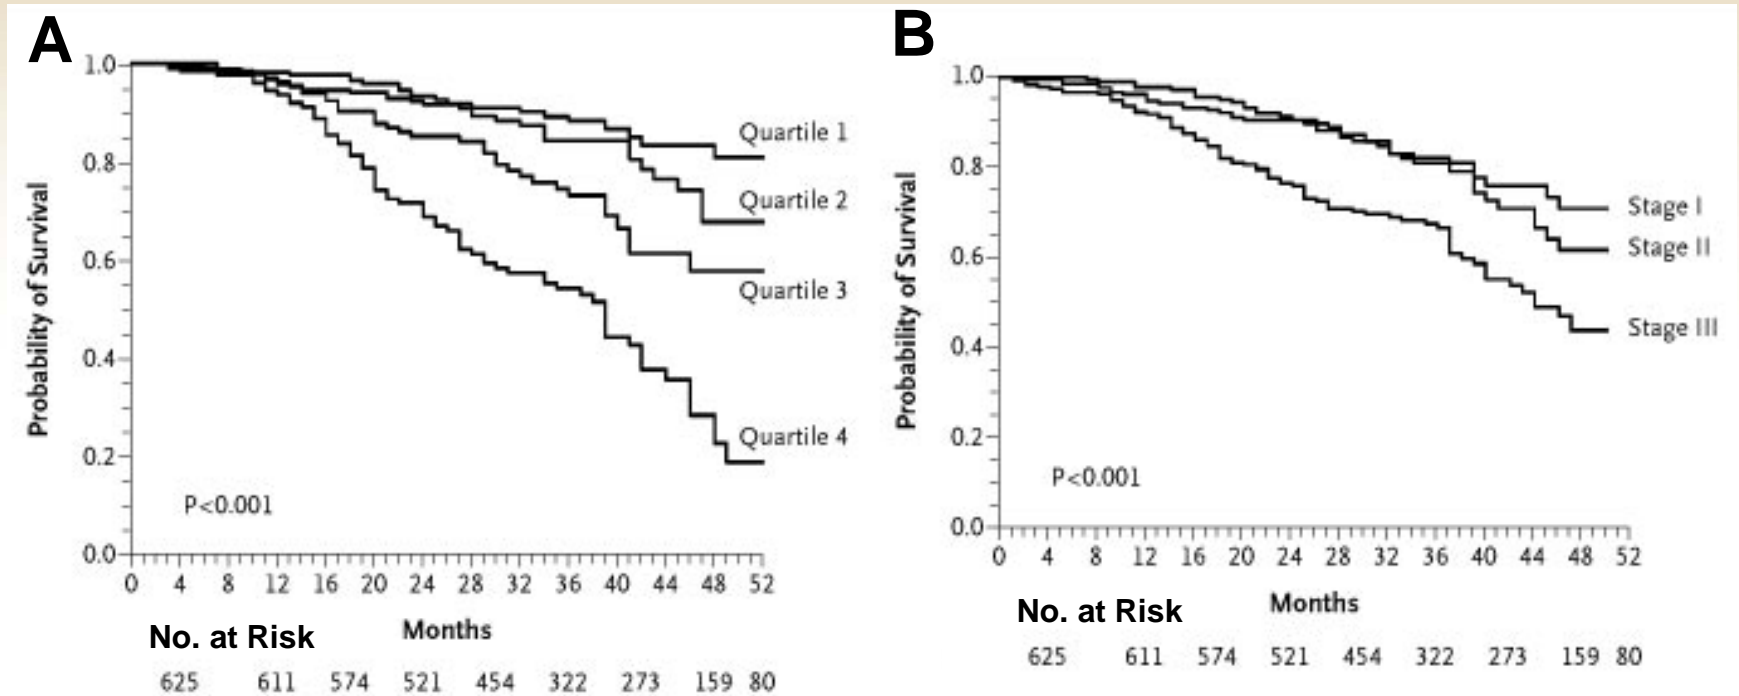 A
Probability of Survival
1.0
0.8
0.6
0.4
0.2
0.0
Quartile 1
Quartile 2
Quartile 3
Quartile 4
P<0.001
0 4 8 12 16 20 24 28 32 36 40 44 48 52
Months
No. at Risk
625 611 574 521 454 322 273 159 80
B
Probability of Survival
1.0
0.8
0.6
0.4
0.2
0.0
Stage I
Stage II
Stage III
P<0.001
0 4 8 12 16 20 24 28 32 36 40 44 48 52
Months
No. at Risk
625 611 574 521 454 322 273 159 80